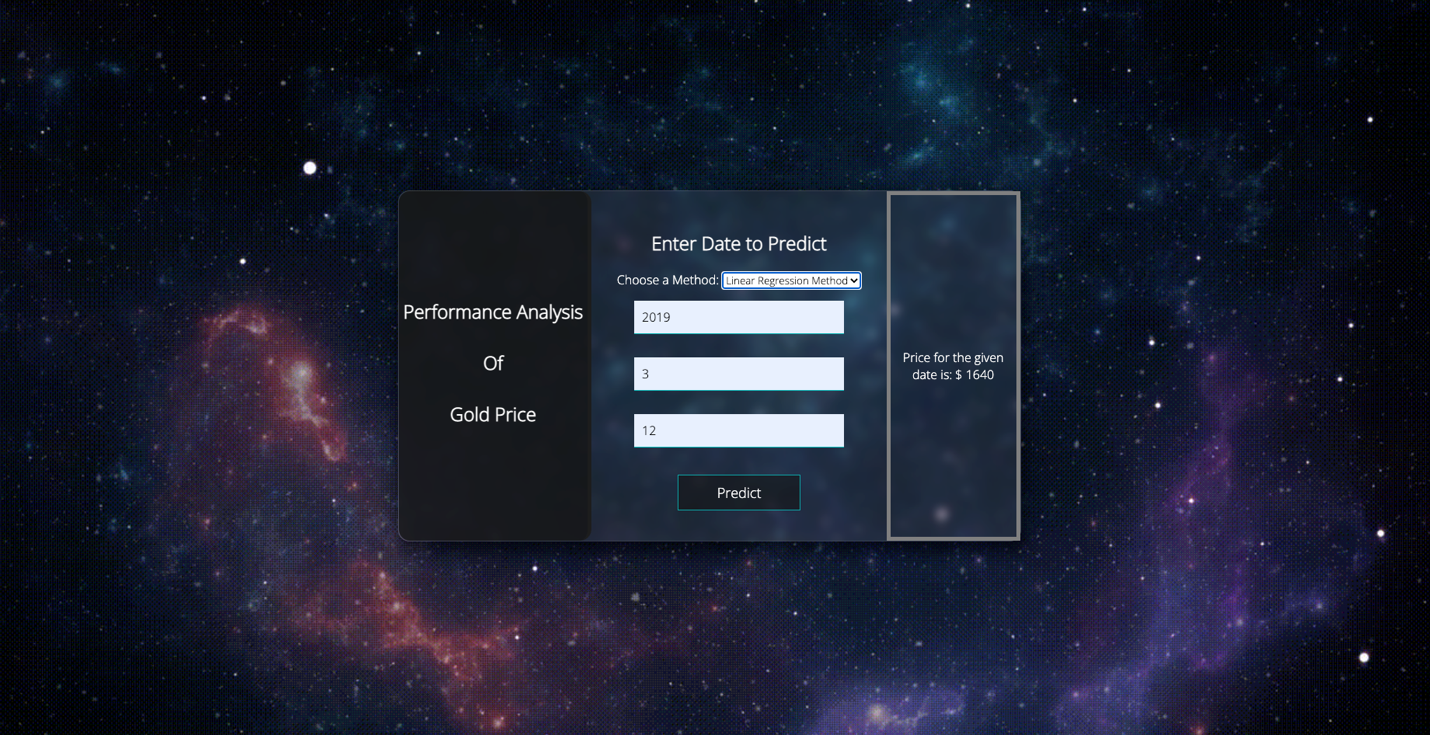 Performance Analysis
Of
Gold Price
Enter Date to Predict
Choose a Method: Linear Regression Method
2019
3
12
Predict
Price for the given
date is: $ 1640